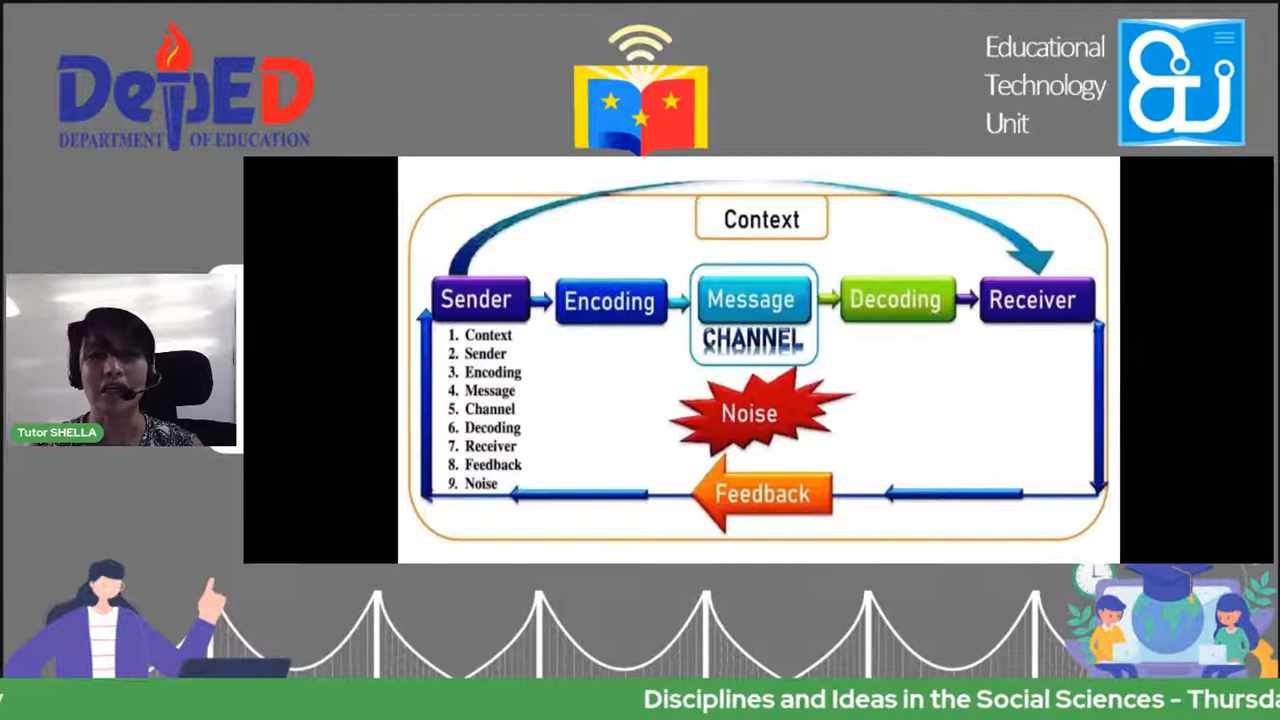 DepED
DEPARTMENT OF EDUCATION
Educational
Technology
Unit
Context
Sender
Encoding
Message
Decoding
Receiver
CHANNEL
1. Context
2. Sender
3. Encoding
4. Message
5. Channel
6. Decoding
7. Receiver
8. Feedback
9. Noise
Noise
Feedback
Tutor SHELLA
Disciplines and Ideas in the Social Sciences - Thursda